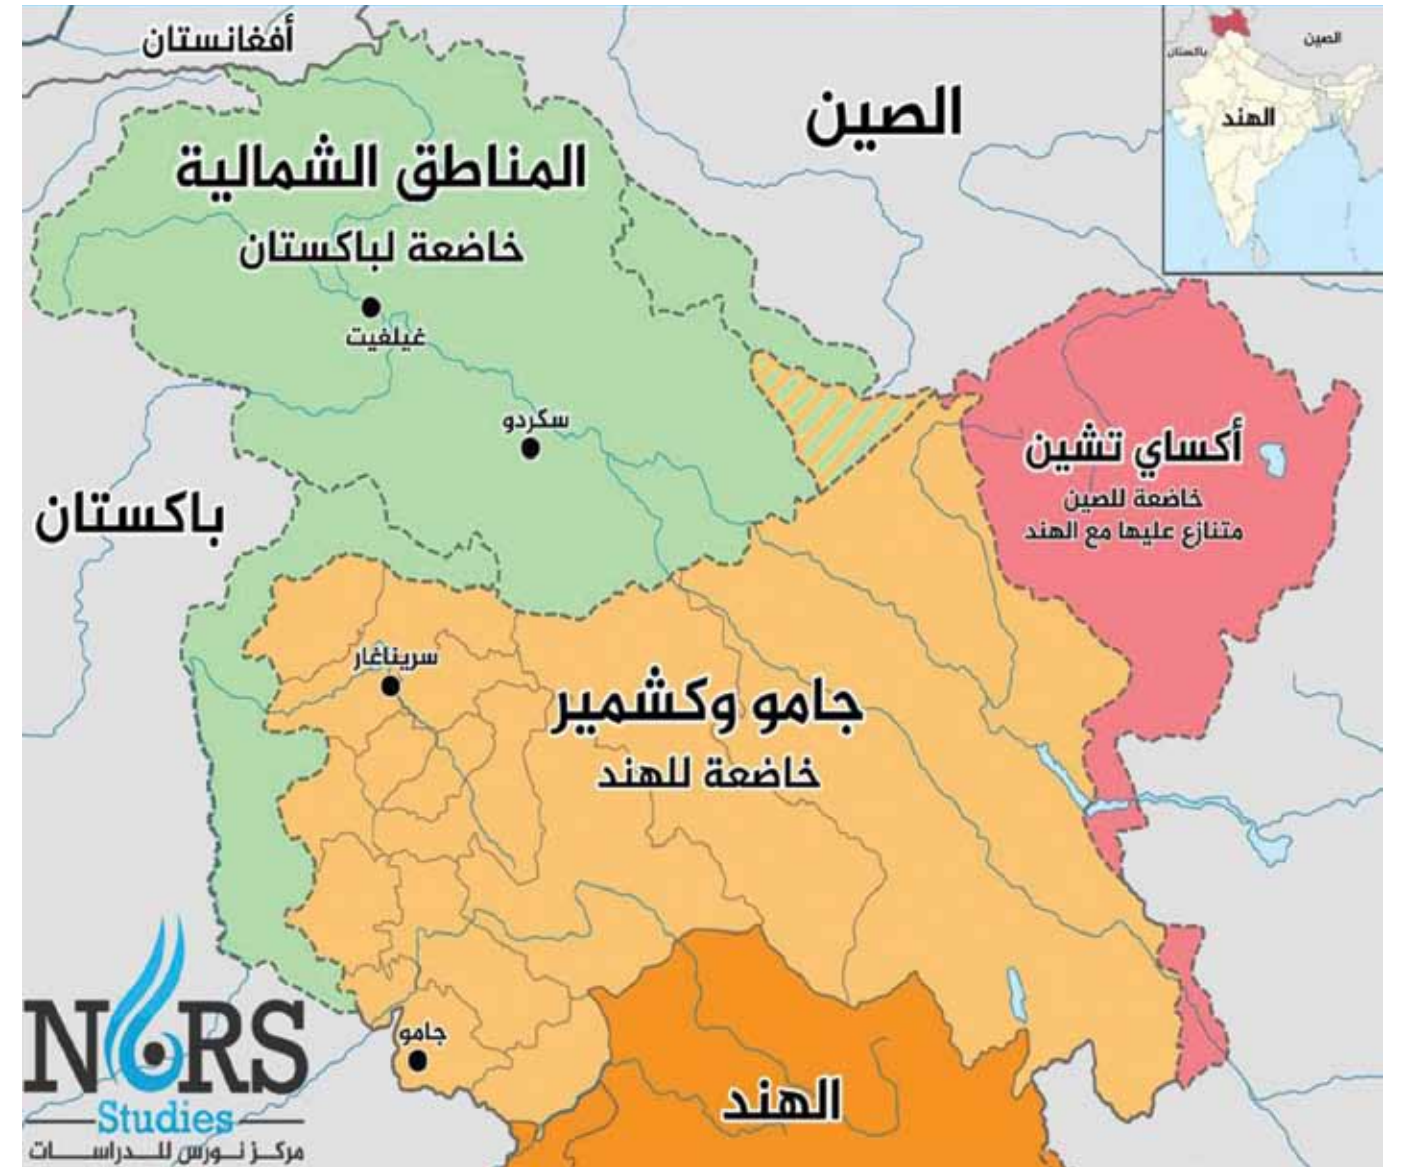 أفغانستان
الصين
المناطق الشمالية
خاضعة لباكستان
غيلغيت
سكردو
باكستان
الصين
باكستان
الهند
أكساي تشين
خاضعة للصين
متنازع عليها مع الهند
سريناغار
جامو وكشمير
خاضعة للهند
جامو
الهند
NORS
Studies
مركز نورس للدراسات